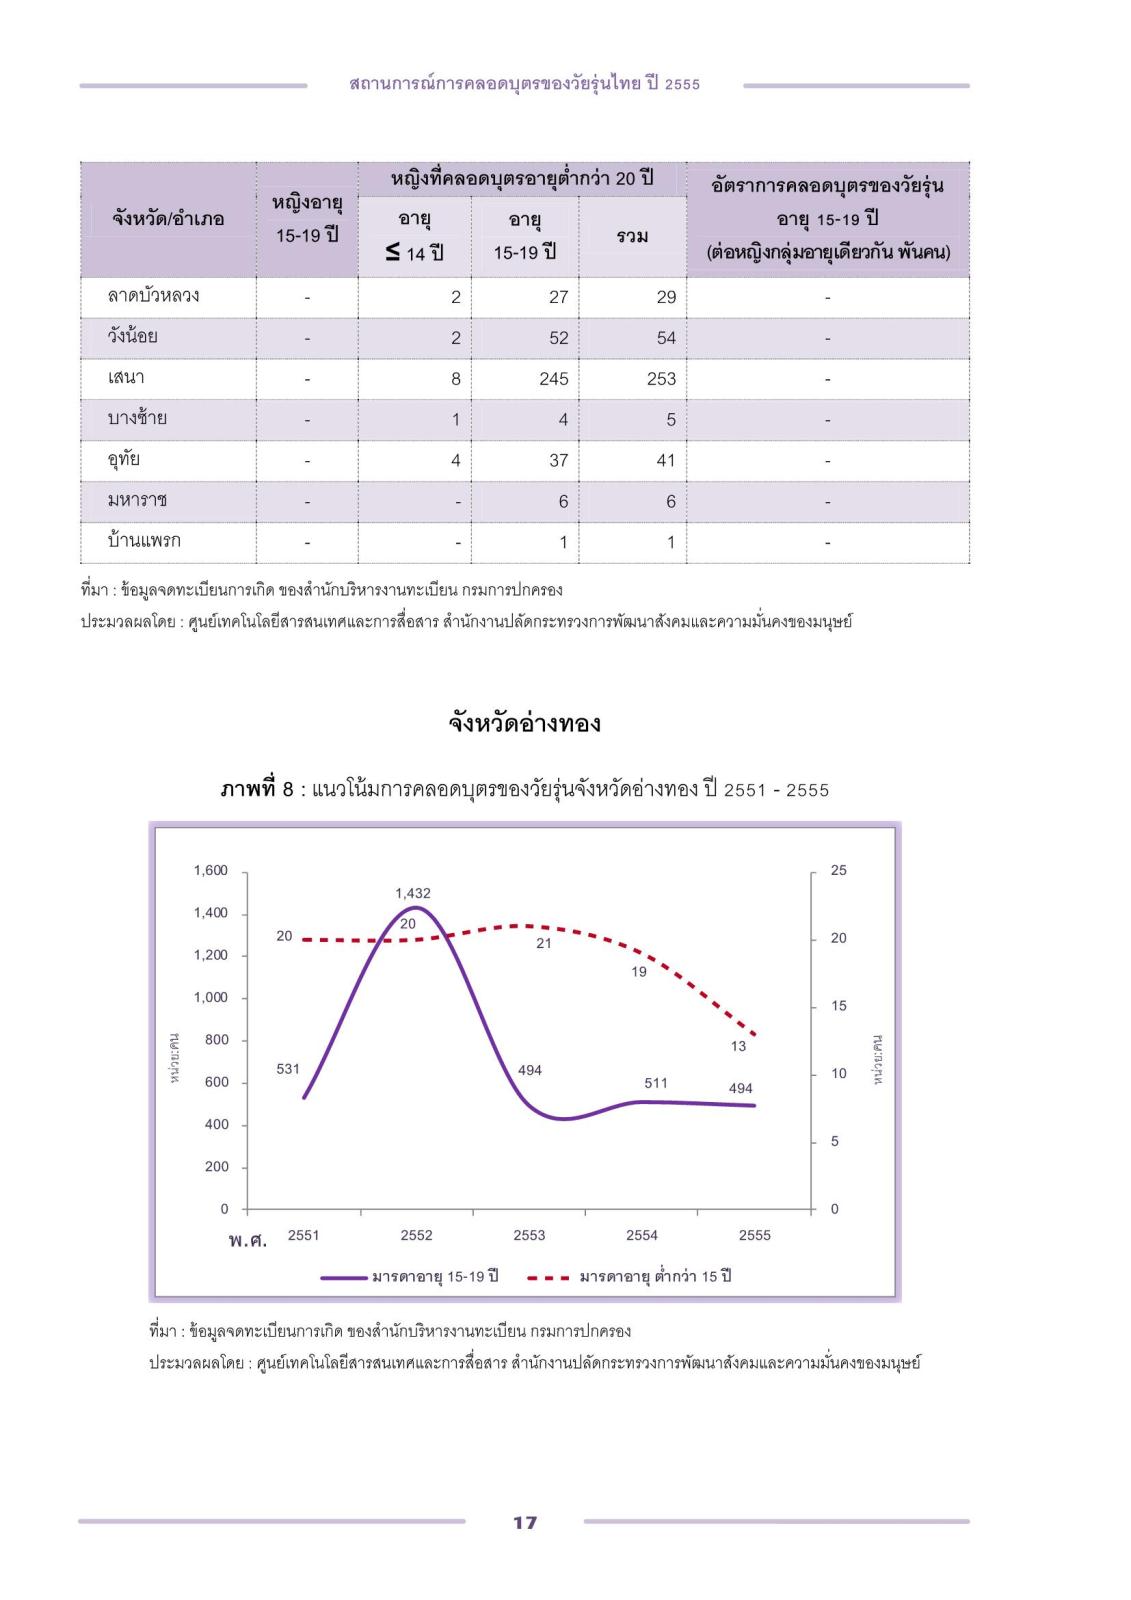 สถานการณ์การคลอดบุตรของวัยรุ่นไทย ปี 2555
จังหวัด/อำเภอ หญิงอายุ 15-19 ปี หญิงที่คลอดบุตรอายุต่ำกว่า 20 ปี อัตราการคลอดบุตรของวัยรุ่น อายุ 15-19 ปี (ต่อหญิงกลุ่มอายุเดียวกัน พันคน)
อายุ ≤ 14 ปี อายุ 15-19 ปี รวม
ลาดบัวหลวง - 2 27 29 -
วังน้อย - 2 52 54 -
เสนา - 8 245 253 -
บางซ้าย - 1 4 5 -
อุทัย - 4 37 41 -
มหาราช - - 6 6 -
บ้านแพรก - - 1 1 -
ที่มา : ข้อมูลจดทะเบียนการเกิด ของสำนักบริหารงานทะเบียน กรมการปกครอง
ประมวลผลโดย : ศูนย์เทคโนโลยีสารสนเทศและการสื่อสาร สำนักงานปลัดกระทรวงการพัฒนาสังคมและความมั่นคงของมนุษย์
จังหวัดอ่างทอง
ภาพที่ 8 : แนวโน้มการคลอดบุตรของวัยรุ่นจังหวัดอ่างทอง ปี 2551 - 2555
1,600 25
1,432
1,400
20 20 20
21
1,200
19
1,000 15
800
13
หน่วย:คน หน่วย:คน
531 494 511 494
600 10
400
5
200
0 0
พ.ศ. 2551 2552 2553 2554 2555
มารดาอายุ 15-19 ปี มารดาอายุ ต่ำกว่า 15 ปี
ที่มา : ข้อมูลจดทะเบียนการเกิด ของสำนักบริหารงานทะเบียน กรมการปกครอง
ประมวลผลโดย : ศูนย์เทคโนโลยีสารสนเทศและการสื่อสาร สำนักงานปลัดกระทรวงการพัฒนาสังคมและความมั่นคงของมนุษย์
17